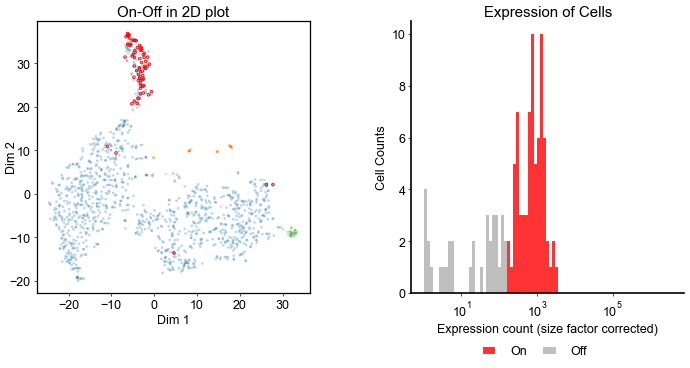 On-Off in 2D plot
Dim 2
30
20
10
0
−10
−20
−20 −10 0 10 20 30
Dim 1
Expression of Cells
Cell Counts
10
8
6
4
2
0
10^1 10^3 10^5
Expression count (size factor corrected)
On Off